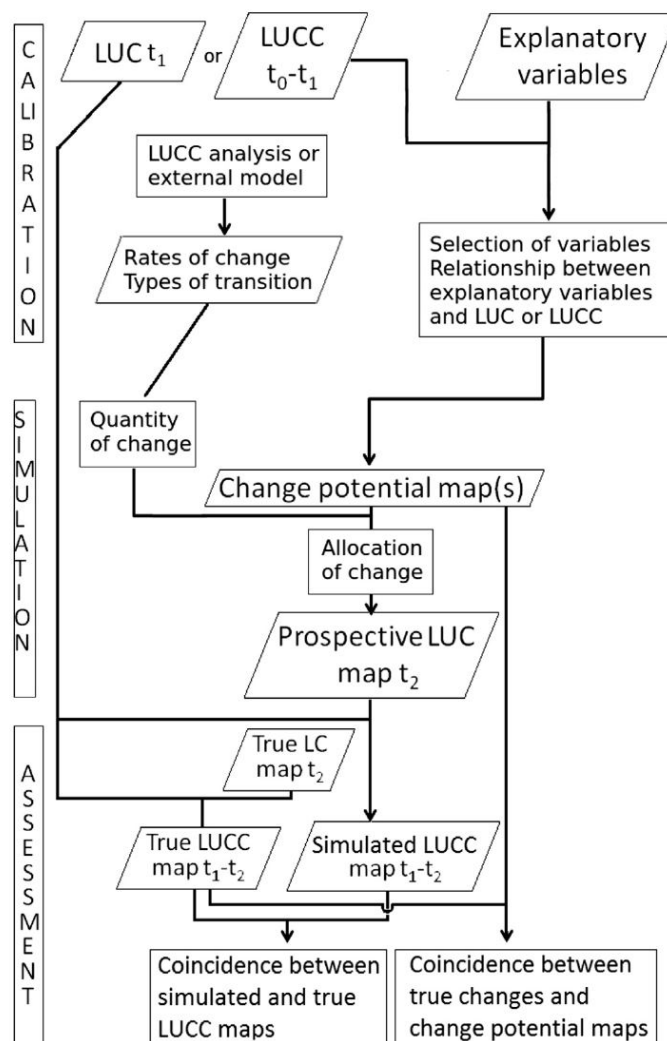 CALIBRATION
LUC t₁ or LUCC
t₀-t₁
Explanatory
variables
LUCC analysis or
external model
Rates of change
Types of transition
Selection of variables
Relationship between
explanatory variables
and LUC or LUCC
SIMULATION
Quantity
of change
Change potential map(s)
Allocation
of change
Prospective LUC
map t₂
ASSESSMENT
True LC
map t₂
True LUCC
map t₁-t₂
Simulated LUCC
map t₁-t₂
Coincidence between
simulated and true
LUCC maps
Coincidence between
true changes and
change potential maps